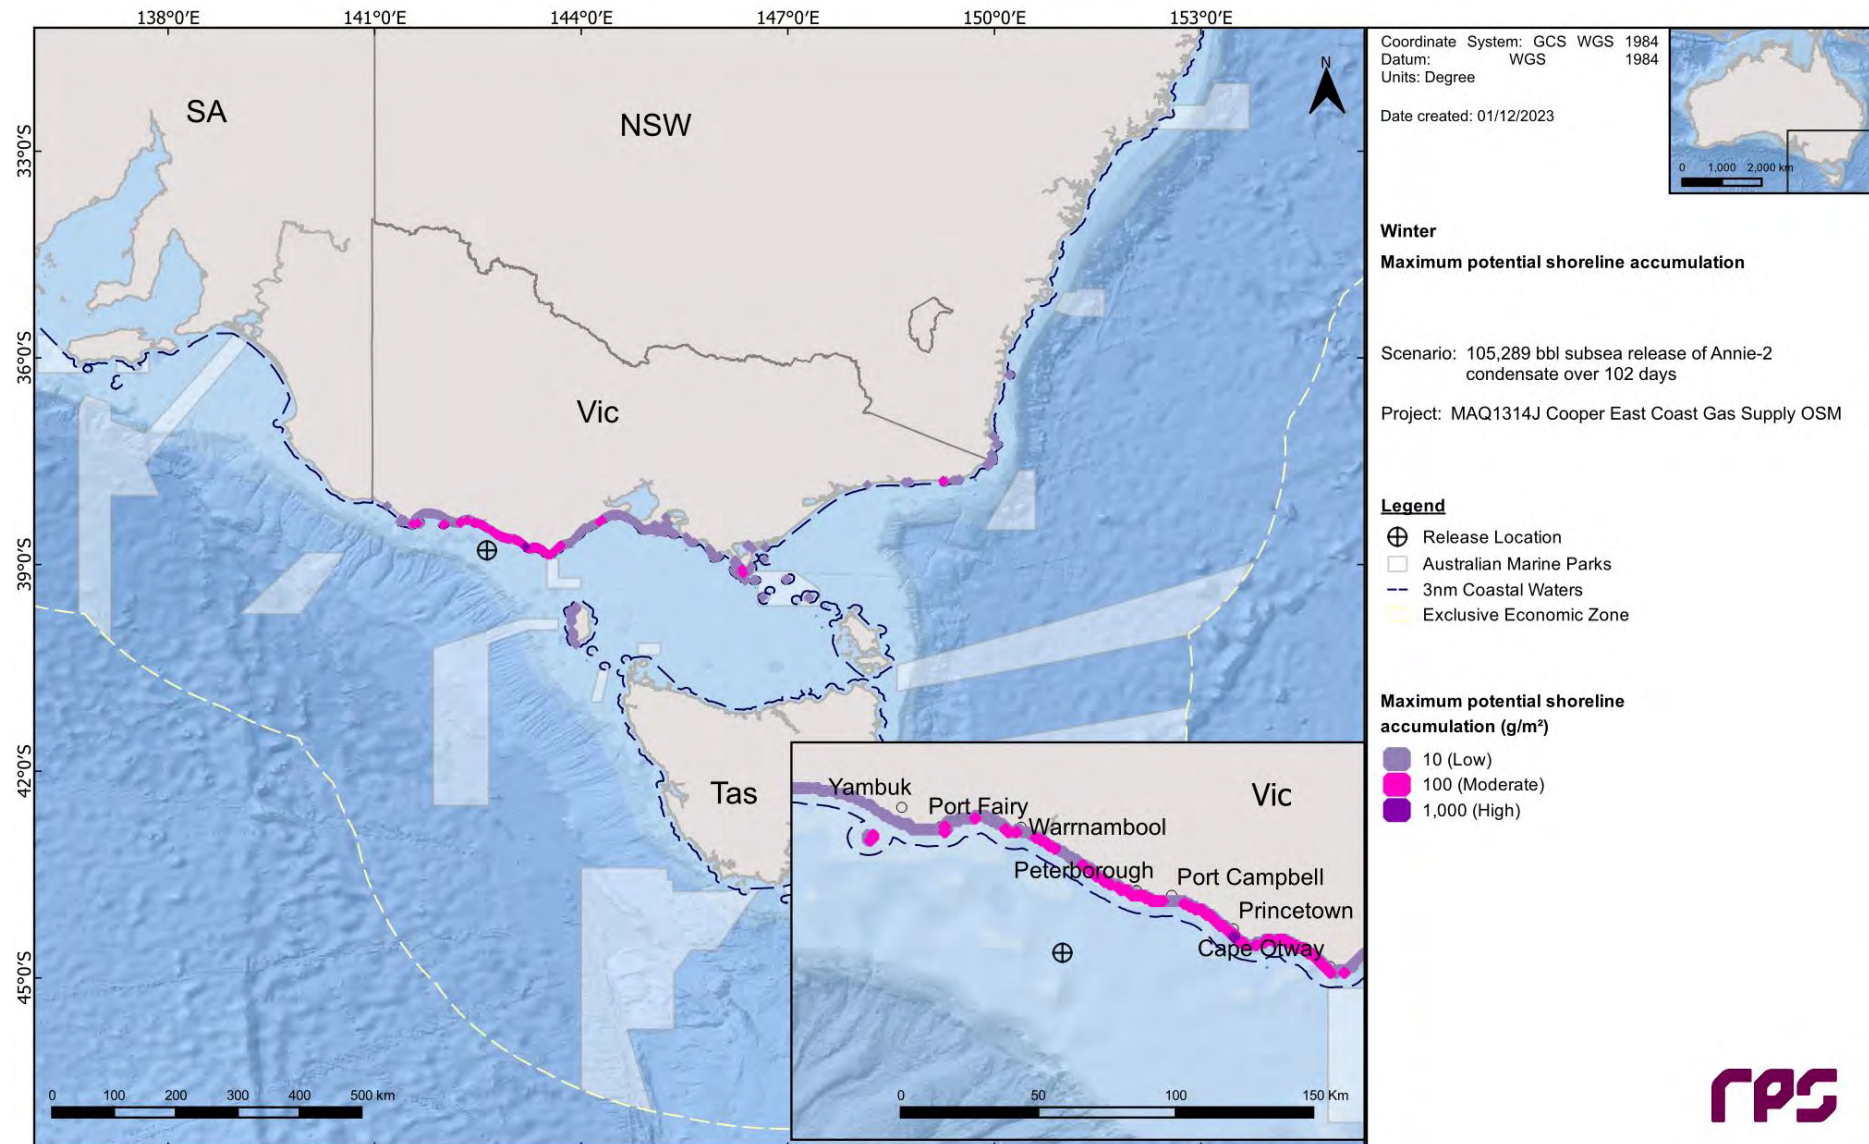 138°0'E 141°0'E 144°0'E 147°0'E 150°0'E 153°0'E
33°0'S
36°0'S
39°0'S
42°0'S
45°0'S
SA
NSW
Vic
Tas
N
0 100 200 300 400 500 km
Yambuk
Port Fairy
Warrnambool
Peterborough
Port Campbell
Princetown
Cape Otway
Vic
0 50 100 150 Km
Coordinate System: GCS WGS 1984
Datum: WGS 1984
Units: Degree
Date created: 01/12/2023
0 1,000 2,000 km
Winter
Maximum potential shoreline accumulation
Scenario: 105,289 bbl subsea release of Annie-2
condensate over 102 days
Project: MAQ1314J Cooper East Coast Gas Supply OSM
Legend
Release Location
Australian Marine Parks
3nm Coastal Waters
Exclusive Economic Zone
Maximum potential shoreline
accumulation (g/m²)
10 (Low)
100 (Moderate)
1,000 (High)
rps